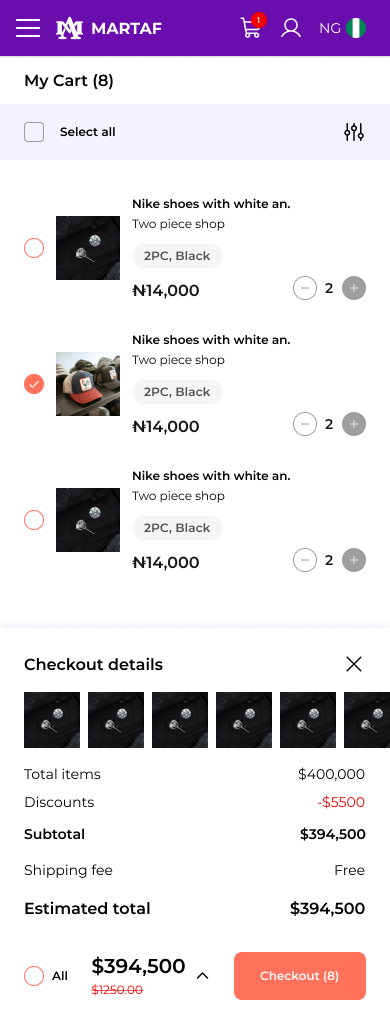 MARTAF
1
NG
My Cart (8)
Select all
Nike shoes with white an.
Two piece shop
2PC, Black
₦14,000
2
Nike shoes with white an.
Two piece shop
2PC, Black
₦14,000
2
Nike shoes with white an.
Two piece shop
2PC, Black
₦14,000
2
Checkout details
Total items $400,000
Discounts -$5500
Subtotal $394,500
Shipping fee Free
Estimated total $394,500
All $394,500 Checkout (8)
$1250.00